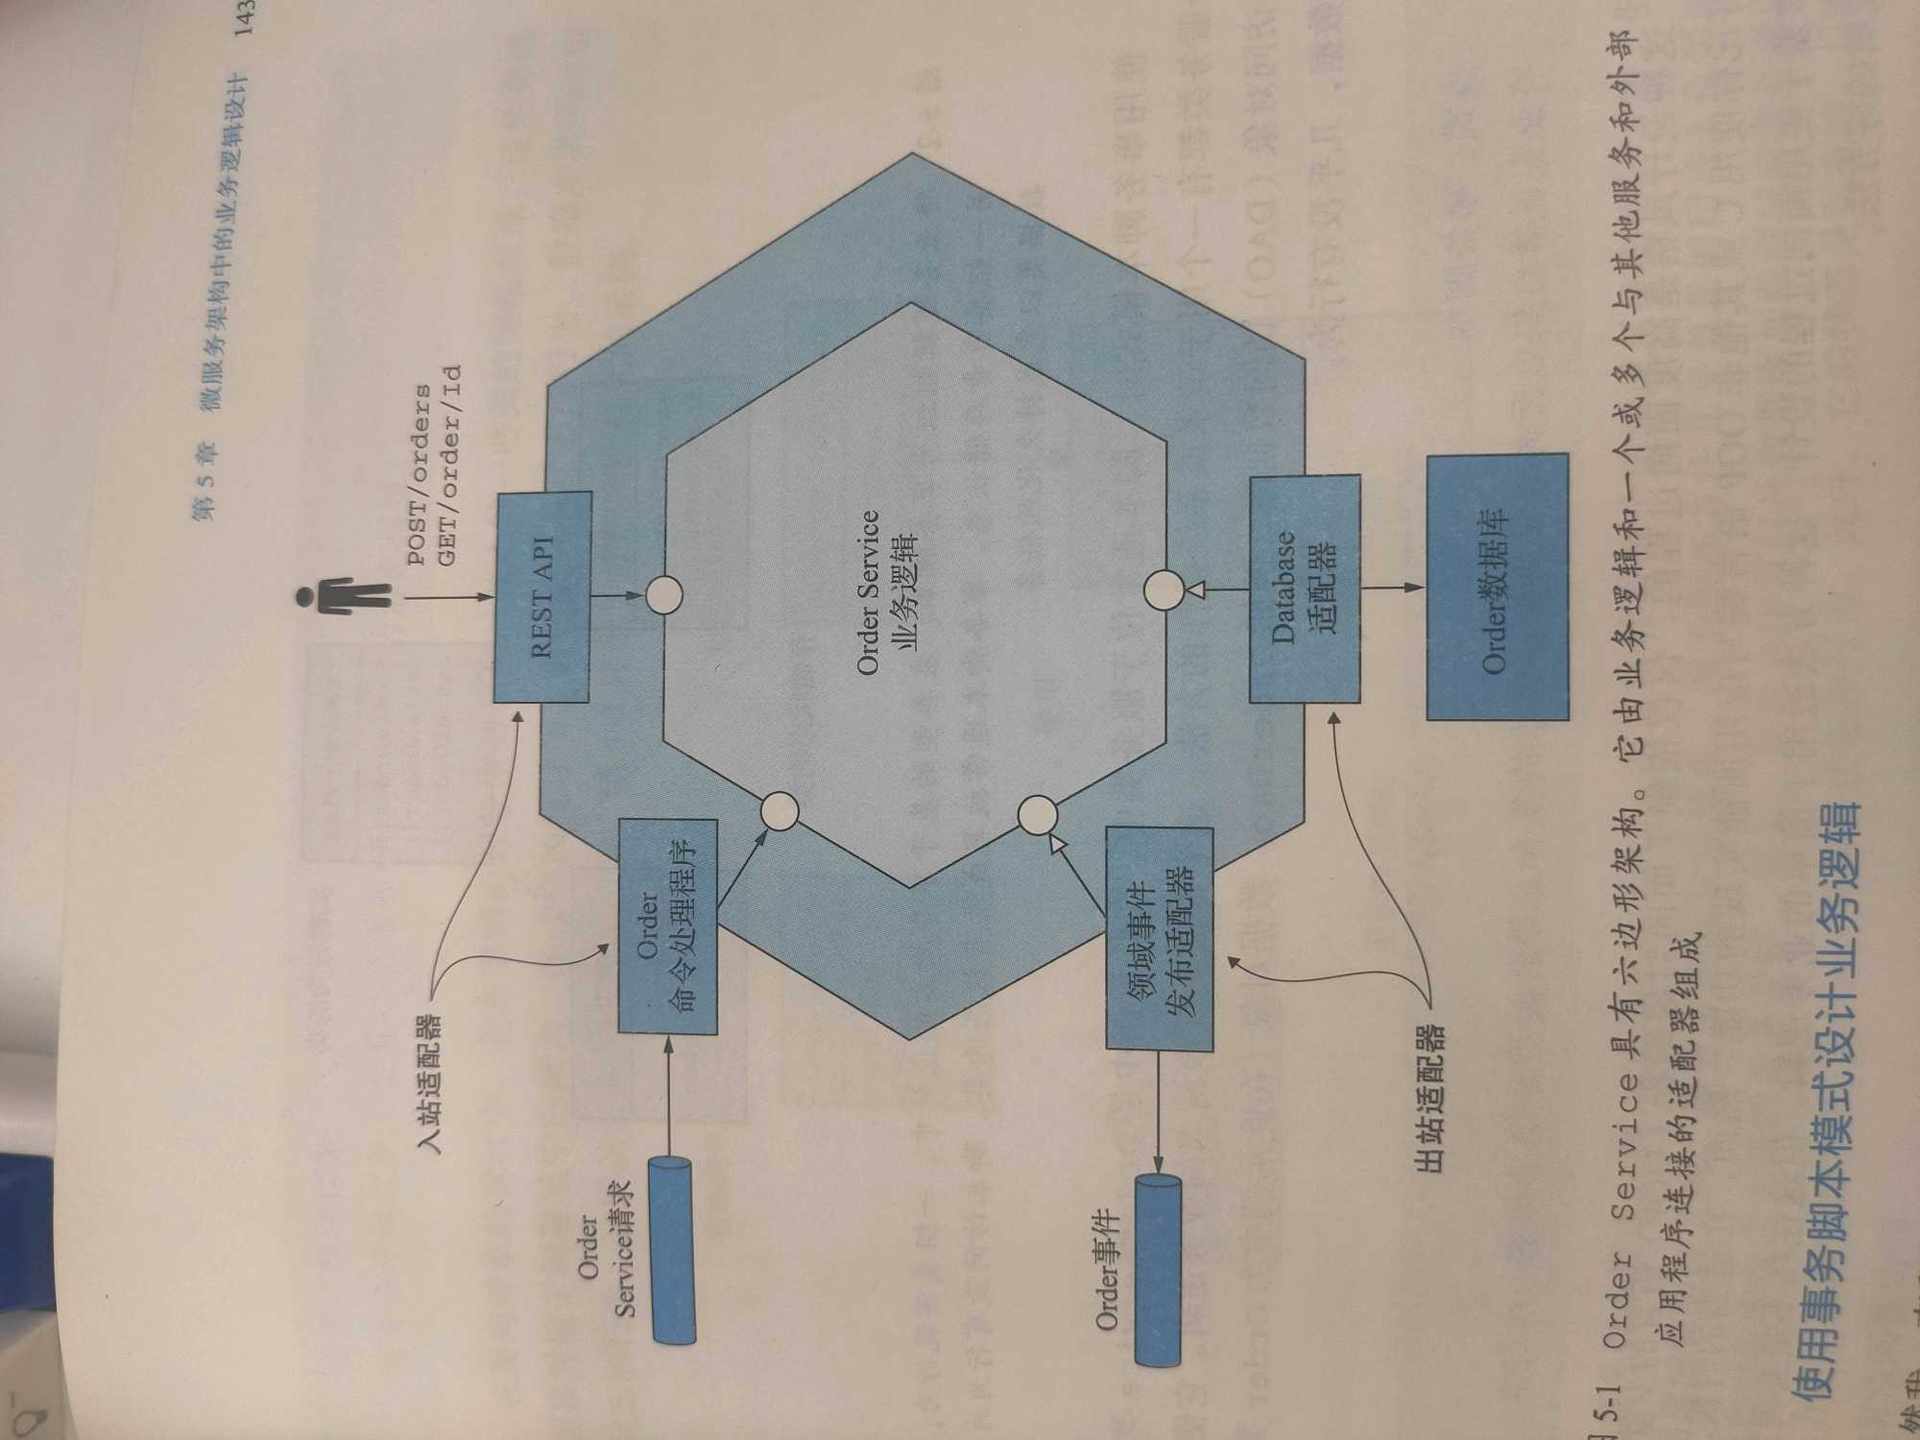 第 5 章 微服务架构中的业务逻辑设计 143
POST/orders
GET/order/Id
入站适配器
REST API
Order
Service请求
Order
命令处理程序
Order Service
业务逻辑
Order事件
领域事件
发布适配器
Database
适配器
出站适配器
Order数据库
5-1 Order Service 具有六边形架构。它由业务逻辑和一个或多个与其他服务和外部
应用程序连接的适配器组成
使用事务脚本模式设计业务逻辑